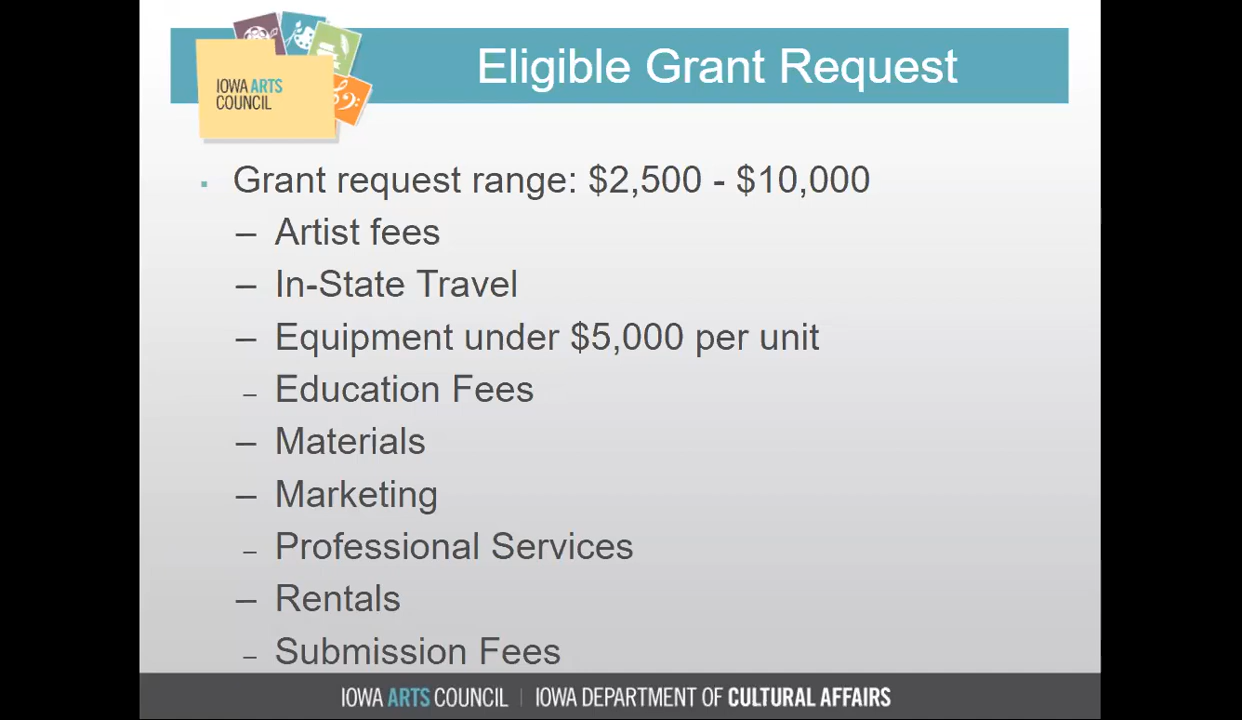 IOWA ARTS
COUNCIL
Eligible Grant Request
▪ Grant request range: $2,500 - $10,000
– Artist fees
– In-State Travel
– Equipment under $5,000 per unit
– Education Fees
– Materials
– Marketing
– Professional Services
– Rentals
– Submission Fees
IOWA ARTS COUNCIL | IOWA DEPARTMENT OF CULTURAL AFFAIRS